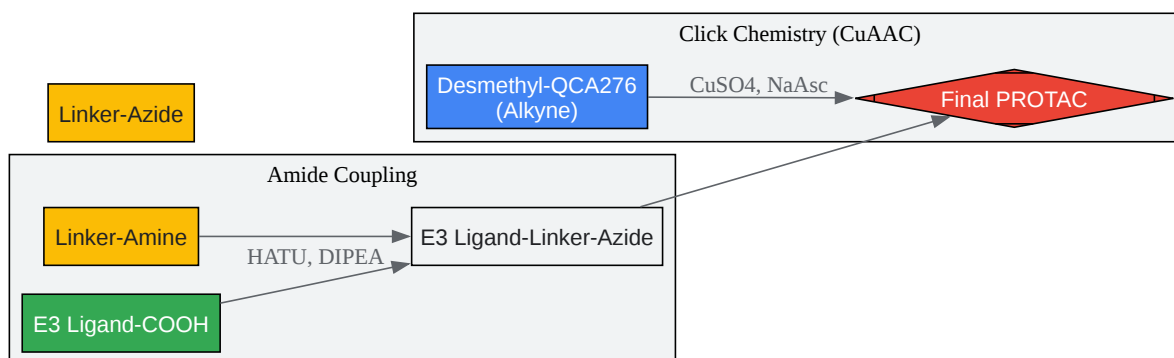 Click Chemistry (CuAAC)
Desmethyl-QCA276
(Alkyne)
CuSO4, NaAsc
Final PROTAC
Linker-Azide
Amide Coupling
Linker-Amine
HATU, DIPEA
E3 Ligand-Linker-Azide
E3 Ligand-COOH